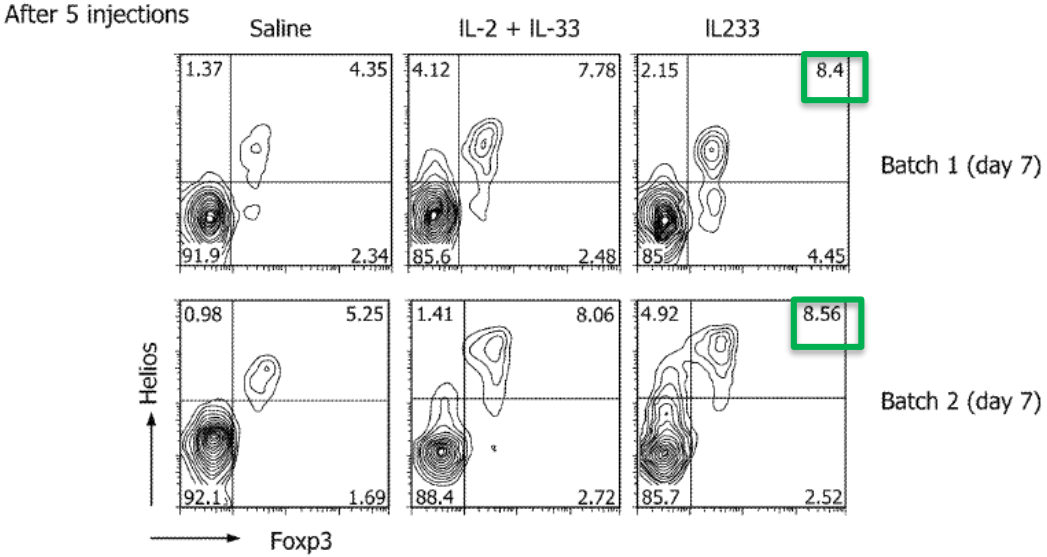 After 5 injections
Saline IL-2 + IL-33 IL233
1.37 4.35 4.12 7.78 2.15 8.4
Batch 1 (day 7)
91.9 2.34 85.6 2.48 85 4.45
0.98 5.25 1.41 8.06 4.92 8.56
Helios
Batch 2 (day 7)
92.1 1.69 88.4 2.72 85.7 2.52
Foxp3